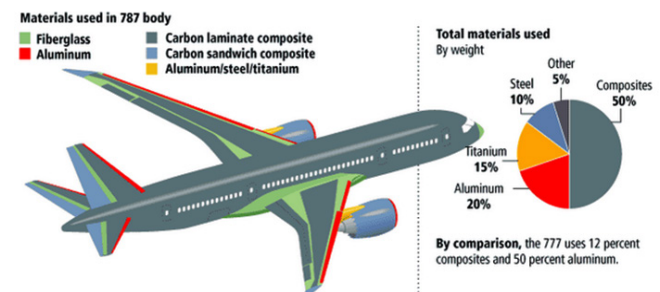 Materials used in 787 body
Fiberglass
Aluminum
Carbon laminate composite
Carbon sandwich composite
Aluminum/steel/titanium
Total materials used
By weight
Other
5%
Steel
10%
Composites
50%
Titanium
15%
Aluminum
20%
By comparison, the 777 uses 12 percent
composites and 50 percent aluminum.